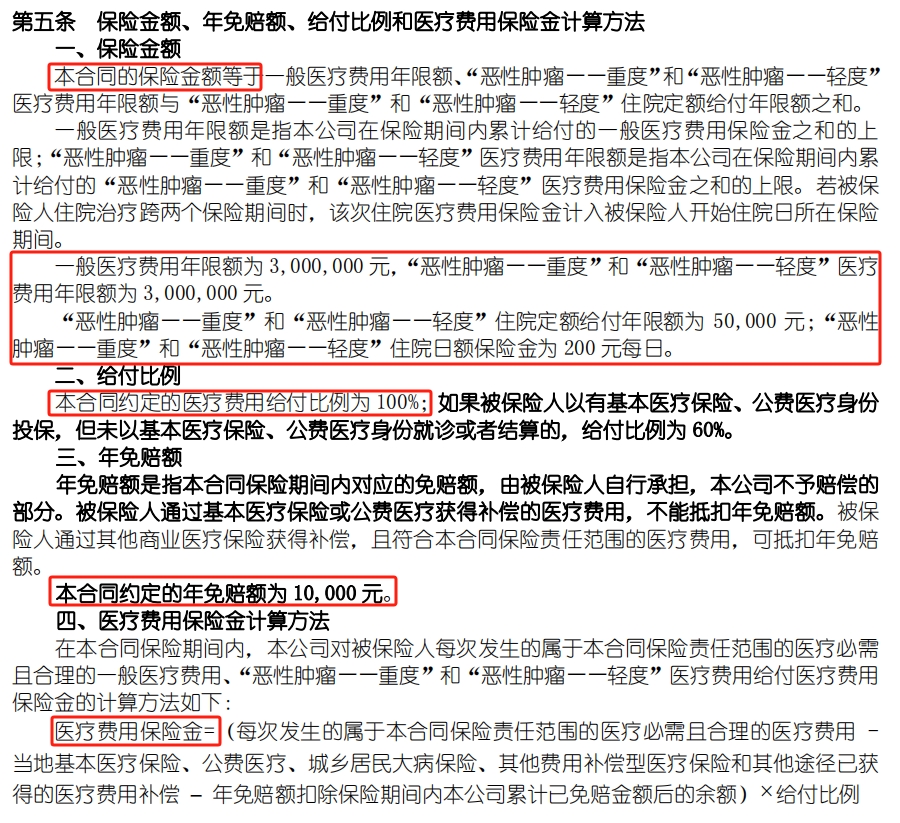 第五条　保险金额、年免赔额、给付比例和医疗费用保险金计算方法
一、保险金额
本合同的保险金额等于一般医疗费用年限额、“恶性肿瘤——重度”和“恶性肿瘤——轻度”
医疗费用年限额与“恶性肿瘤——重度”和“恶性肿瘤——轻度”住院定额给付年限额之和。
一般医疗费用年限额是指本公司在保险期间内累计给付的一般医疗费用保险金之和的上
限；“恶性肿瘤——重度”和“恶性肿瘤——轻度”医疗费用年限额是指本公司在保险期间内累
计给付的“恶性肿瘤——重度”和“恶性肿瘤——轻度”医疗费用保险金之和的上限。若被保
险人住院治疗跨两个保险期间时，该次住院医疗费用保险金计入被保险人开始住院日所在保险
期间。
一般医疗费用年限额为 3,000,000 元，“恶性肿瘤——重度”和“恶性肿瘤——轻度”医疗
费用年限额为 3,000,000 元。
“恶性肿瘤——重度”和“恶性肿瘤——轻度”住院定额给付年限额为 50,000 元；“恶性
肿瘤——重度”和“恶性肿瘤——轻度”住院日额保险金为 200 元每日。
二、给付比例
本合同约定的医疗费用给付比例为 100%；如果被保险人以有基本医疗保险、公费医疗身份
投保，但未以基本医疗保险、公费医疗身份就诊或者结算的，给付比例为 60%。
三、年免赔额
年免赔额是指本合同保险期间内对应的免赔额，由被保险人自行承担，本公司不予赔偿的
部分。被保险人通过基本医疗保险或公费医疗获得补偿的医疗费用，不能抵扣年免赔额。被保
险人通过其他商业医疗保险获得补偿，且符合本合同保险责任范围的医疗费用，可抵扣年免赔
额。
本合同约定的年免赔额为 10,000 元。
四、医疗费用保险金计算方法
在本合同保险期间内，本公司对被保险人每次发生的属于本合同保险责任范围的医疗必需
且合理的一般医疗费用、“恶性肿瘤——重度”和“恶性肿瘤——轻度”医疗费用给付医疗费用
保险金的计算方法如下：
医疗费用保险金=（每次发生的属于本合同保险责任范围的医疗必需且合理的医疗费用 -
当地基本医疗保险、公费医疗、城乡居民大病保险、其他费用补偿型医疗保险和其他途径已获
得的医疗费用补偿 - 年免赔额扣除保险期间内本公司累计已免赔金额后的余额）×给付比例